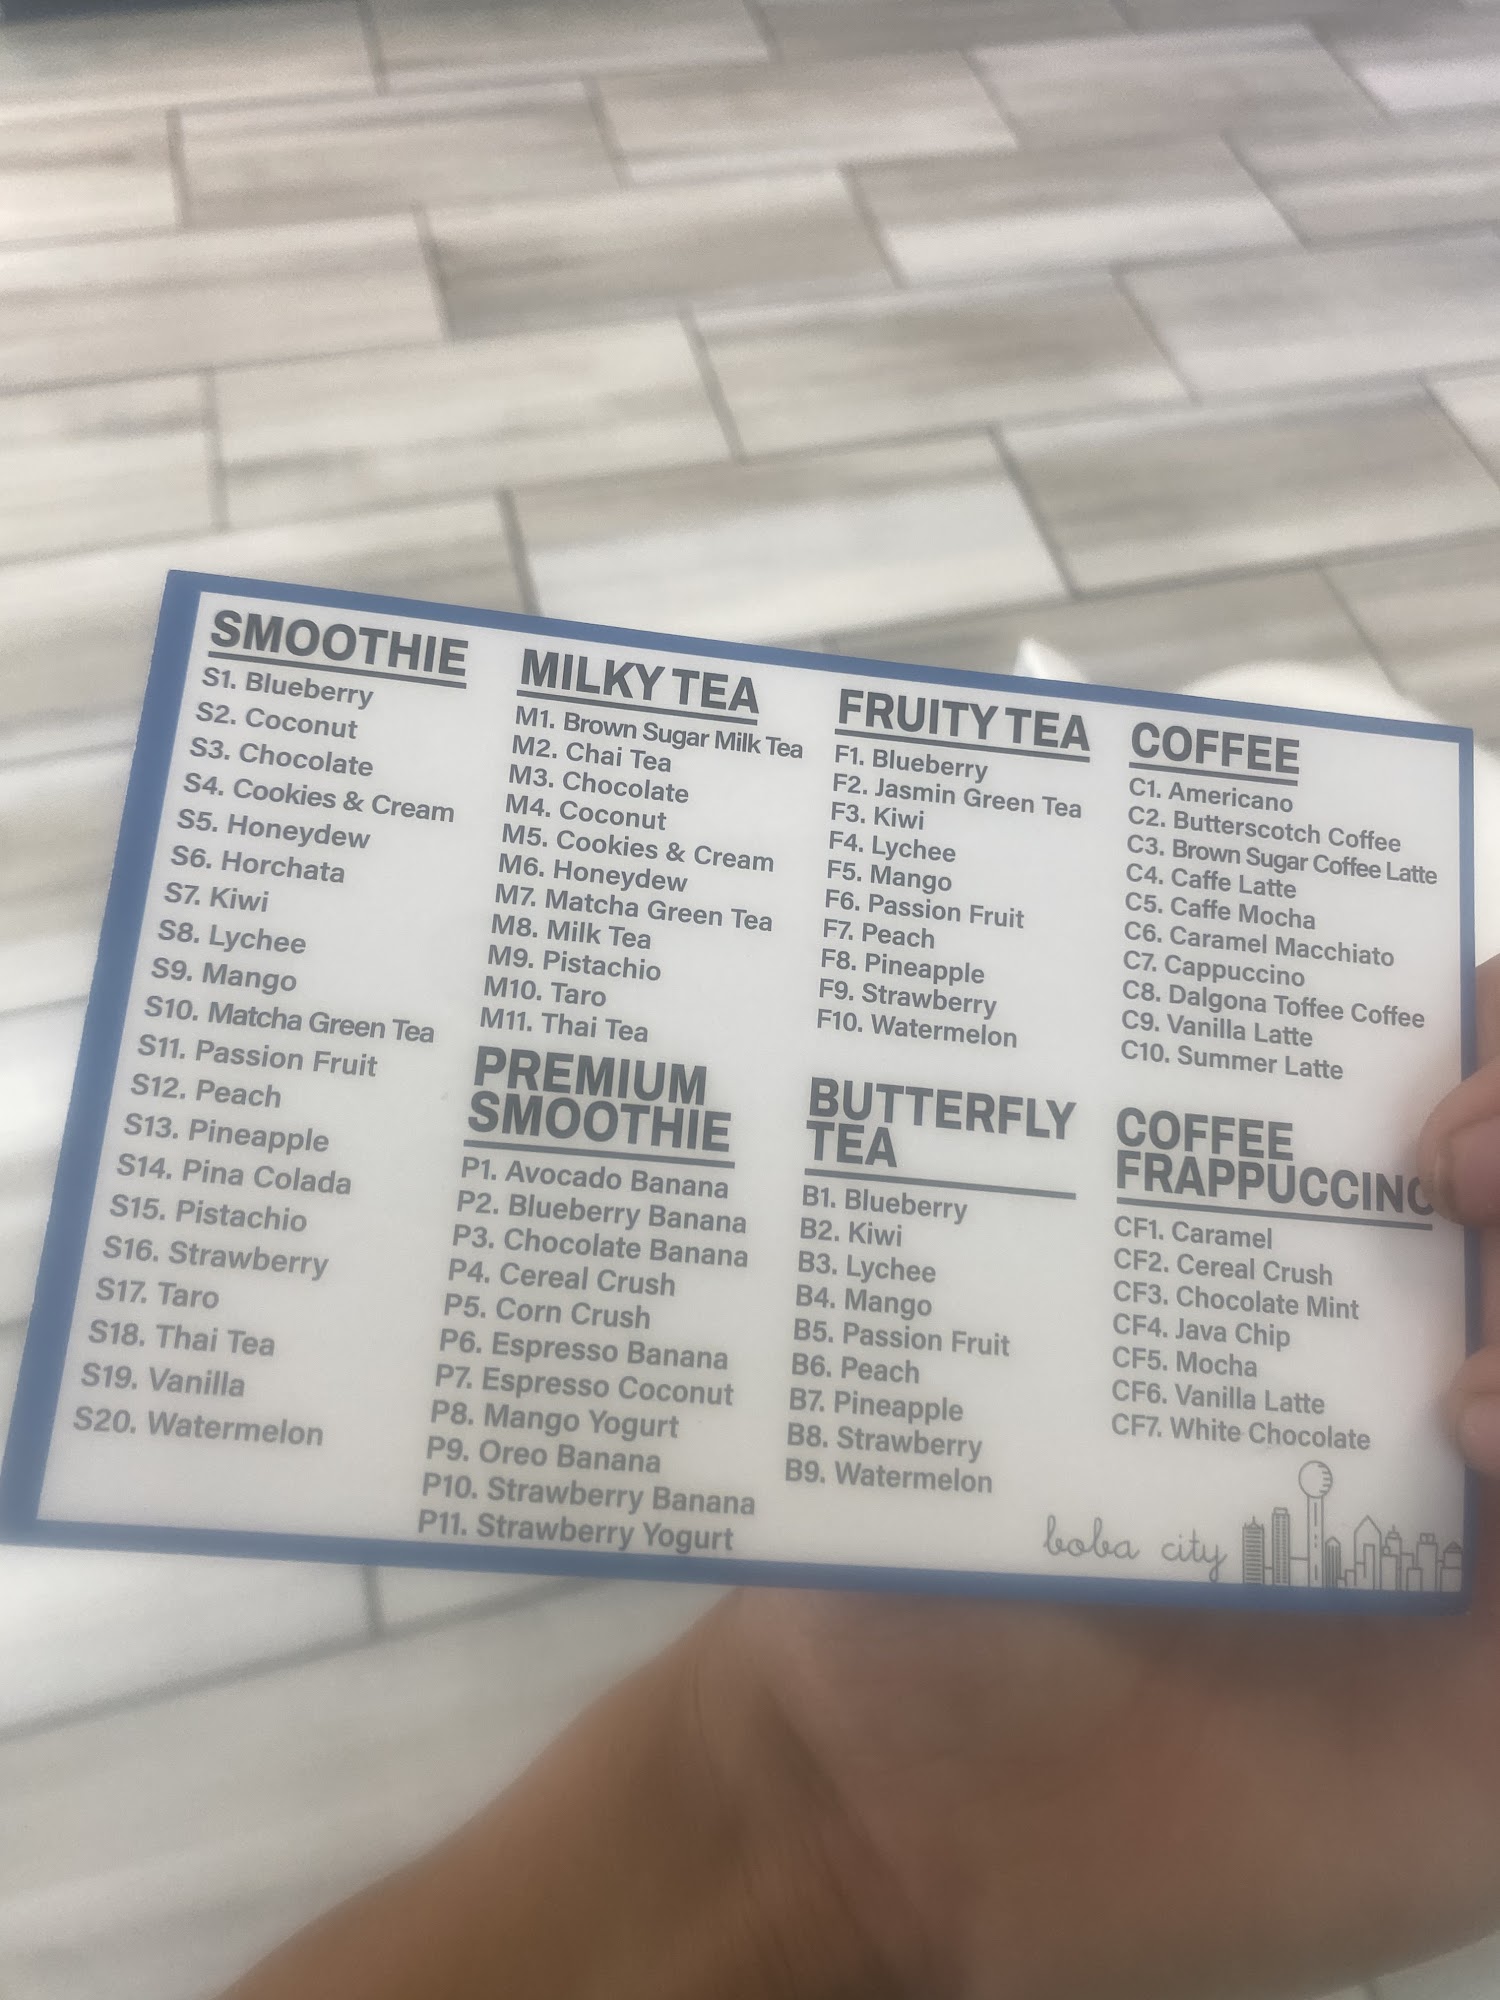 SMOOTHIE
S1. Blueberry
S2. Coconut
S3. Chocolate
S4. Cookies & Cream
S5. Honeydew
S6. Horchata
S7. Kiwi
S8. Lychee
S9. Mango
S10. Matcha Green Tea
S11. Passion Fruit
S12. Peach
S13. Pineapple
S14. Pina Colada
S15. Pistachio
S16. Strawberry
S17. Taro
S18. Thai Tea
S19. Vanilla
S20. Watermelon
MILKY TEA
M1. Brown Sugar Milk Tea
M2. Chai Tea
M3. Chocolate
M4. Coconut
M5. Cookies & Cream
M6. Honeydew
M7. Matcha Green Tea
M8. Milk Tea
M9. Pistachio
M10. Taro
M11. Thai Tea
PREMIUM
SMOOTHIE
P1. Avocado Banana
P2. Blueberry Banana
P3. Chocolate Banana
P4. Cereal Crush
P5. Corn Crush
P6. Espresso Banana
P7. Espresso Coconut
P8. Mango Yogurt
P9. Oreo Banana
P10. Strawberry Banana
P11. Strawberry Yogurt
FRUITY TEA
F1. Blueberry
F2. Jasmin Green Tea
F3. Kiwi
F4. Lychee
F5. Mango
F6. Passion Fruit
F7. Peach
F8. Pineapple
F9. Strawberry
F10. Watermelon
BUTTERFLY
TEA
B1. Blueberry
B2. Kiwi
B3. Lychee
B4. Mango
B5. Passion Fruit
B6. Peach
B7. Pineapple
B8. Strawberry
B9. Watermelon
COFFEE
C1. Americano
C2. Butterscotch Coffee
C3. Brown Sugar Coffee Latte
C4. Caffe Latte
C5. Caffe Mocha
C6. Caramel Macchiato
C7. Cappuccino
C8. Dalgona Toffee Coffee
C9. Vanilla Latte
C10. Summer Latte
COFFEE
FRAPPUCCINO
CF1. Caramel
CF2. Cereal Crush
CF3. Chocolate Mint
CF4. Java Chip
CF5. Mocha
CF6. Vanilla Latte
CF7. White Chocolate
boba city